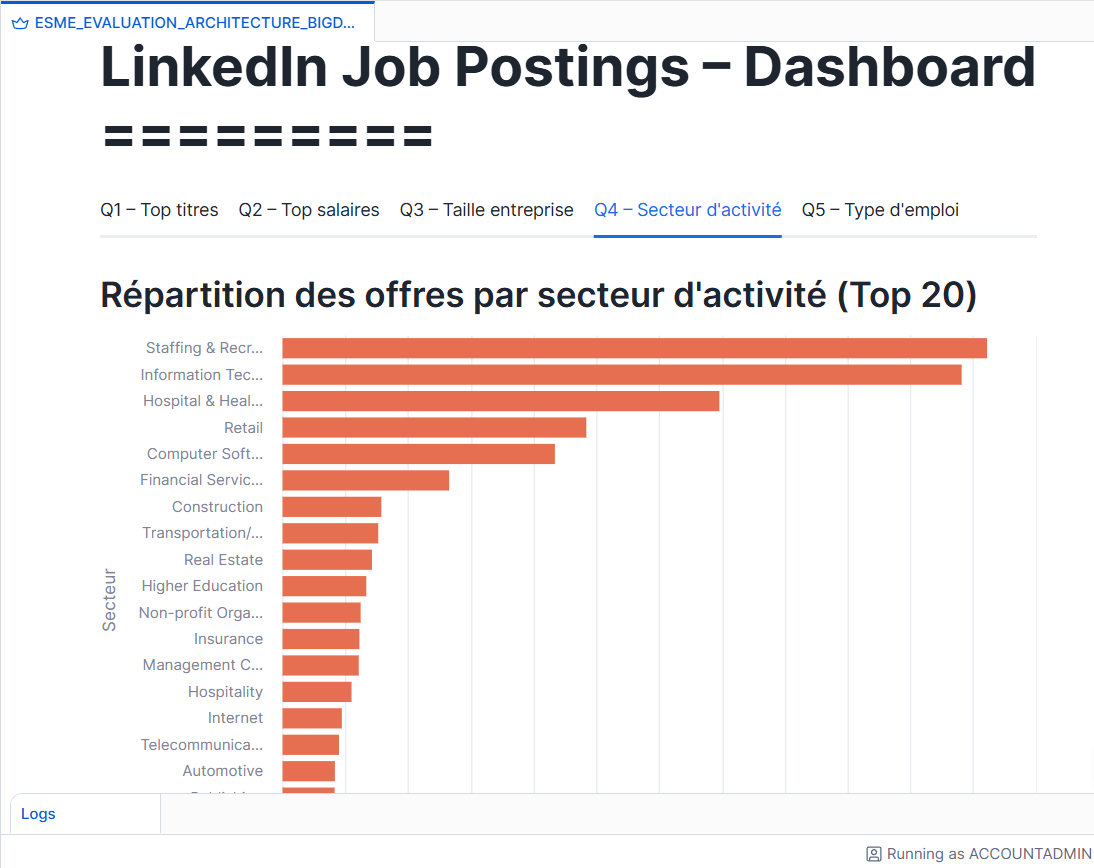 ESME_EVALUATION_ARCHITECTURE_BIGD...
LinkedIn Job Postings – Dashboard
=========
Q1 – Top titres Q2 – Top salaires Q3 – Taille entreprise Q4 – Secteur d'activité Q5 – Type d'emploi
Répartition des offres par secteur d'activité (Top 20)
Secteur
Staffing & Recr...
Information Tec...
Hospital & Heal...
Retail
Computer Soft...
Financial Servic...
Construction
Transportation/...
Real Estate
Higher Education
Non-profit Orga...
Insurance
Management C...
Hospitality
Internet
Telecommunica...
Automotive
Logs
Running as ACCOUNTADMIN